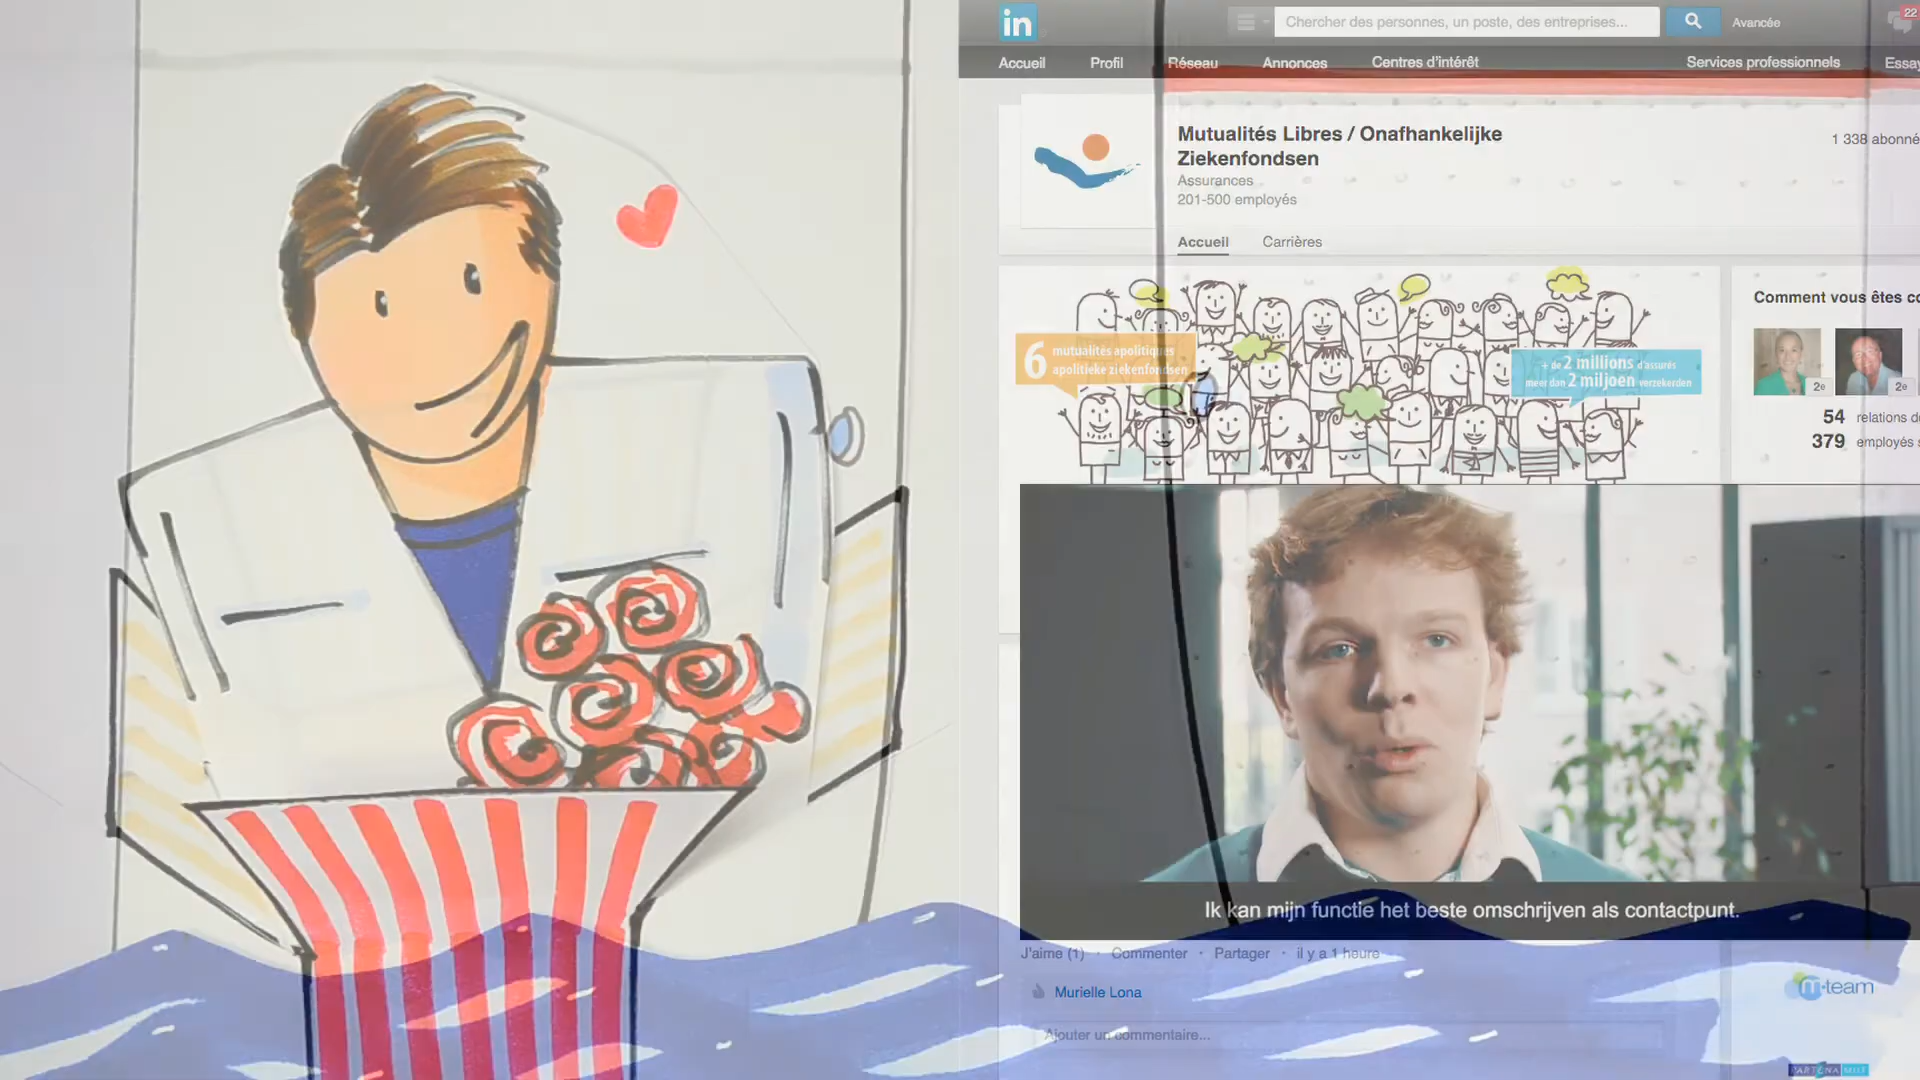 in
Chercher des personnes, un poste, des entreprises...
Avancée
22
Accueil
Profil
Réseau
Annonces
Centres d'intérêt
Services professionnels
Essay
Mutualités Libres / Onafhankelijke
Ziekenfondsen
1 338 abonné
Assurances
201-500 employés
Accueil
Carrières
Comment vous êtes co
6 mutualités apolitiques
apolitieke ziekenfondsen
+ de 2 millions d'assurés
meer dan 2 miljoen verzekerden
2e
2e
54 relations de
379 employés s
Ik kan mijn functie het beste omschrijven als contactpunt.
J'aime (1) · Commenter · Partager · il y a 1 heure
Murielle Lona
m-team
Ajouter un commentaire...
PARTENA MUT